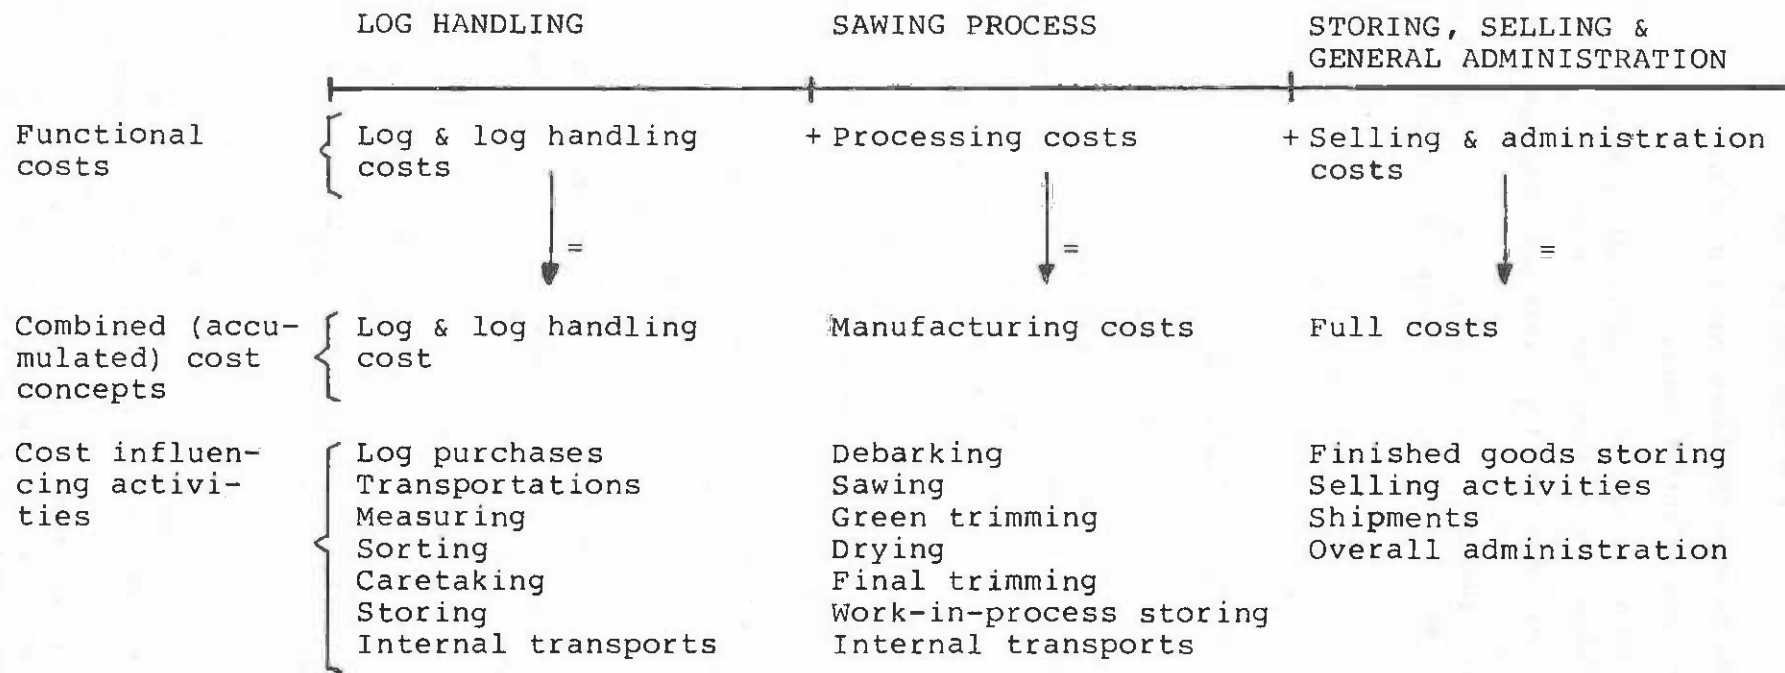 LOG HANDLING
SAWING PROCESS
STORING, SELLING &
GENERAL ADMINISTRATION
Functional
costs
Log & log handling
costs
+ Processing costs
+ Selling & administration
costs
=
=
=
Combined (accu-
mulated) cost
concepts
Log & log handling
cost
Manufacturing costs
Full costs
Cost influen-
cing activi-
ties
Log purchases
Transportations
Measuring
Sorting
Caretaking
Storing
Internal transports
Debarking
Sawing
Green trimming
Drying
Final trimming
Work-in-process storing
Internal transports
Finished goods storing
Selling activities
Shipments
Overall administration